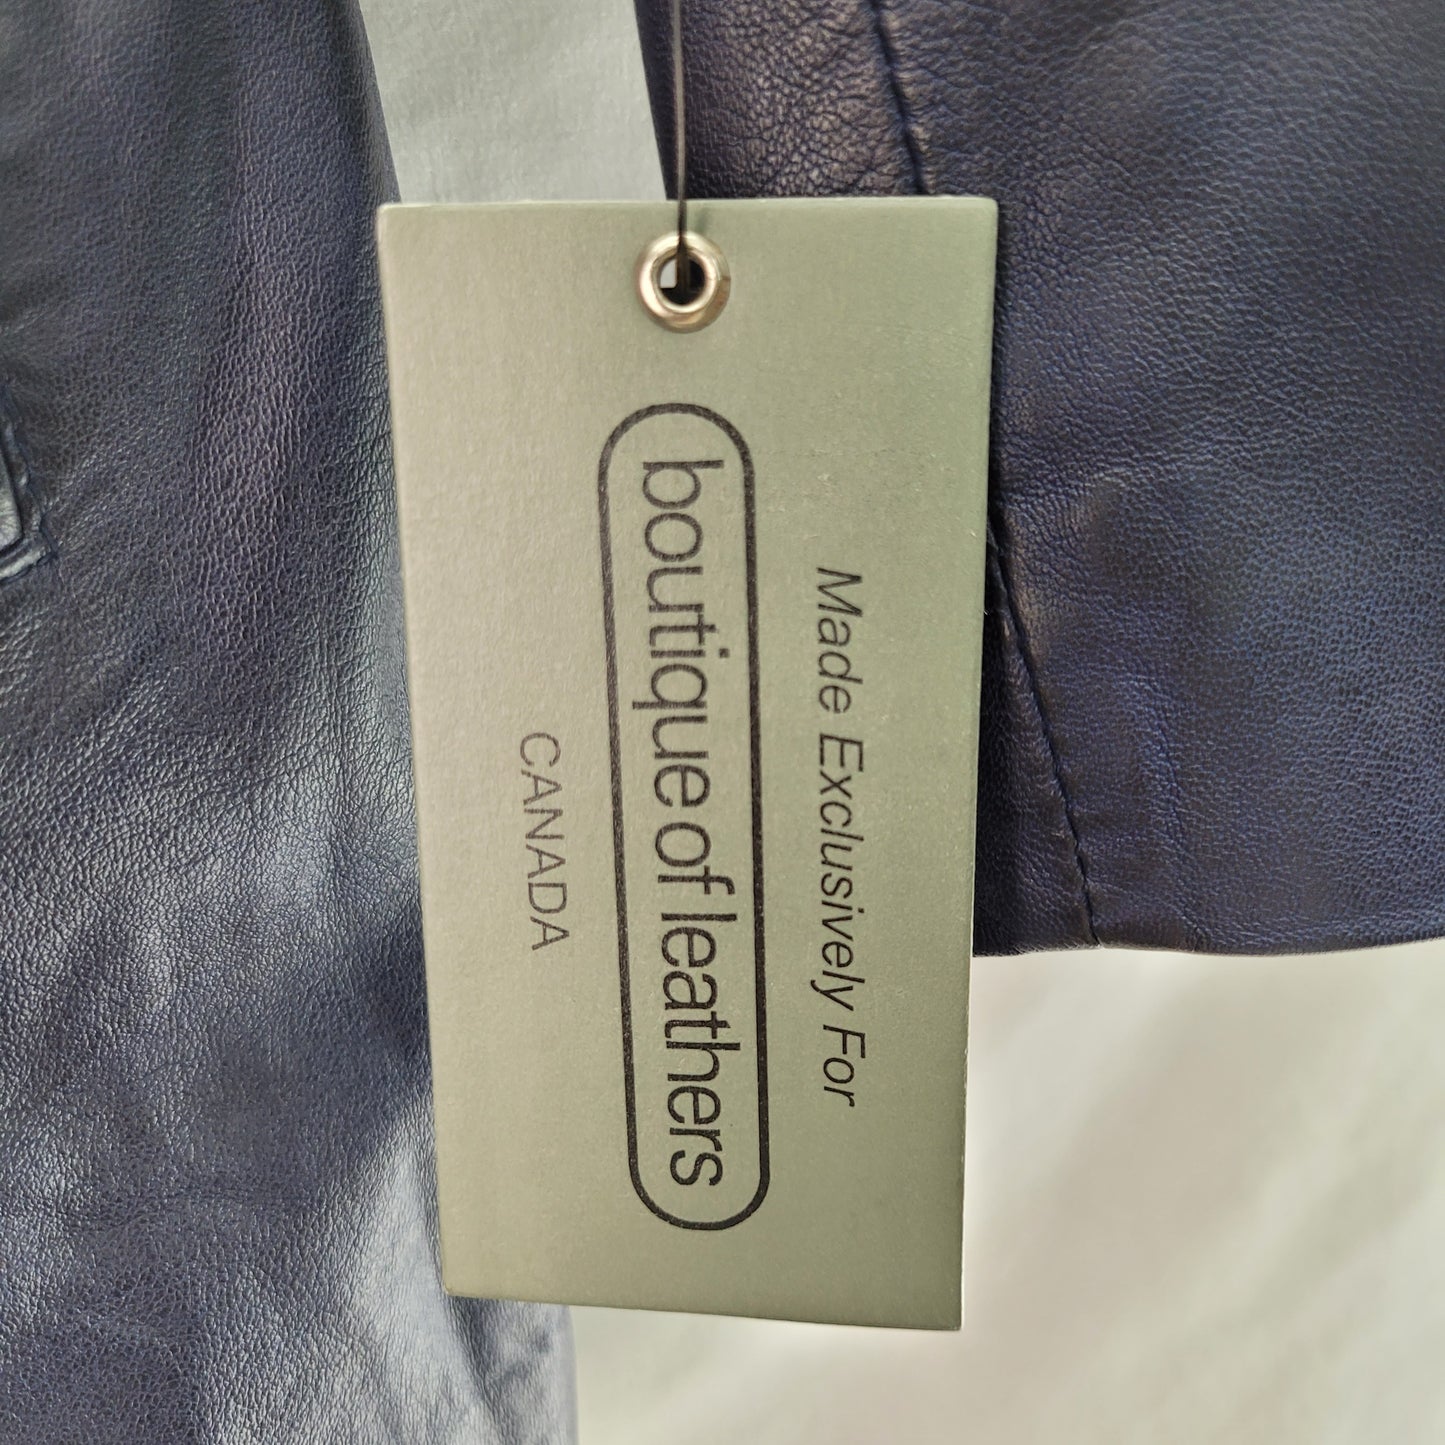 Made Exclusively For
boutique of leathers
CANADA